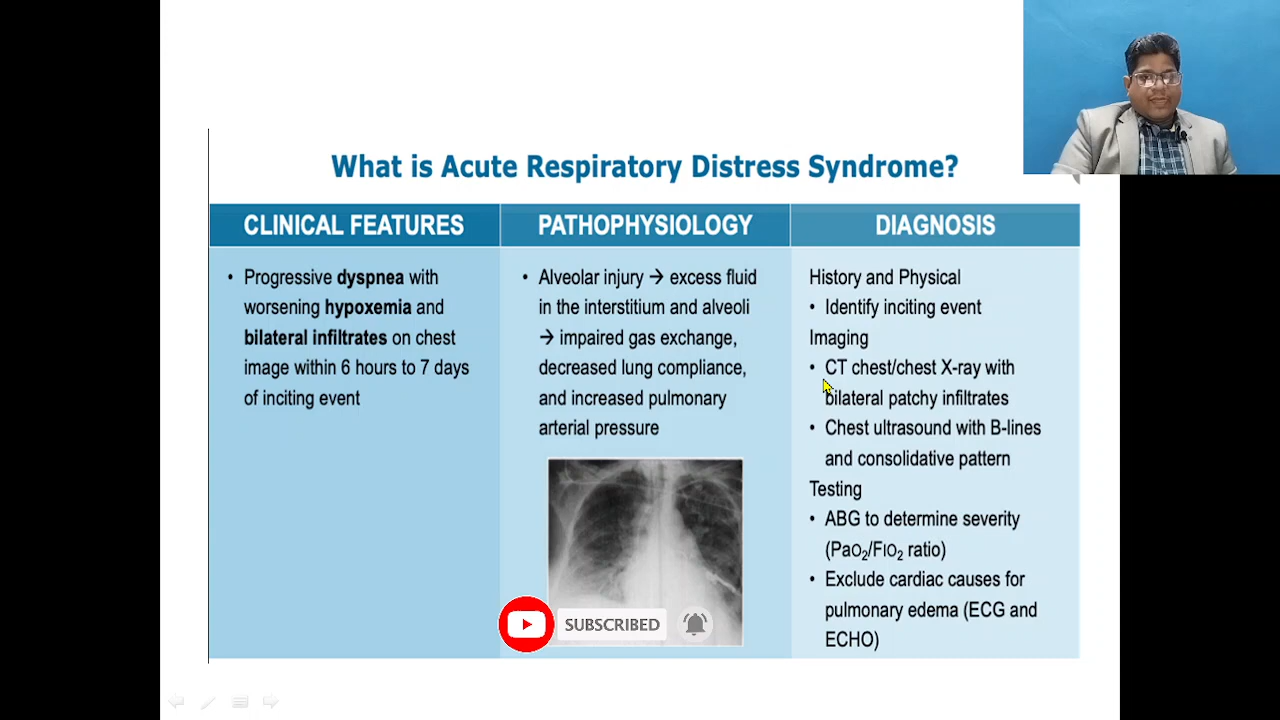 What is Acute Respiratory Distress Syndrome?
CLINICAL FEATURES
• Progressive dyspnea with
worsening hypoxemia and
bilateral infiltrates on chest
image within 6 hours to 7 days
of inciting event
PATHOPHYSIOLOGY
• Alveolar injury → excess fluid
in the interstitium and alveoli
→ impaired gas exchange,
decreased lung compliance,
and increased pulmonary
arterial pressure
SUBSCRIBED
DIAGNOSIS
History and Physical
• Identify inciting event
Imaging
• CT chest/chest X-ray with
bilateral patchy infiltrates
• Chest ultrasound with B-lines
and consolidative pattern
Testing
• ABG to determine severity
(PaO₂/FIO₂ ratio)
• Exclude cardiac causes for
pulmonary edema (ECG and
ECHO)